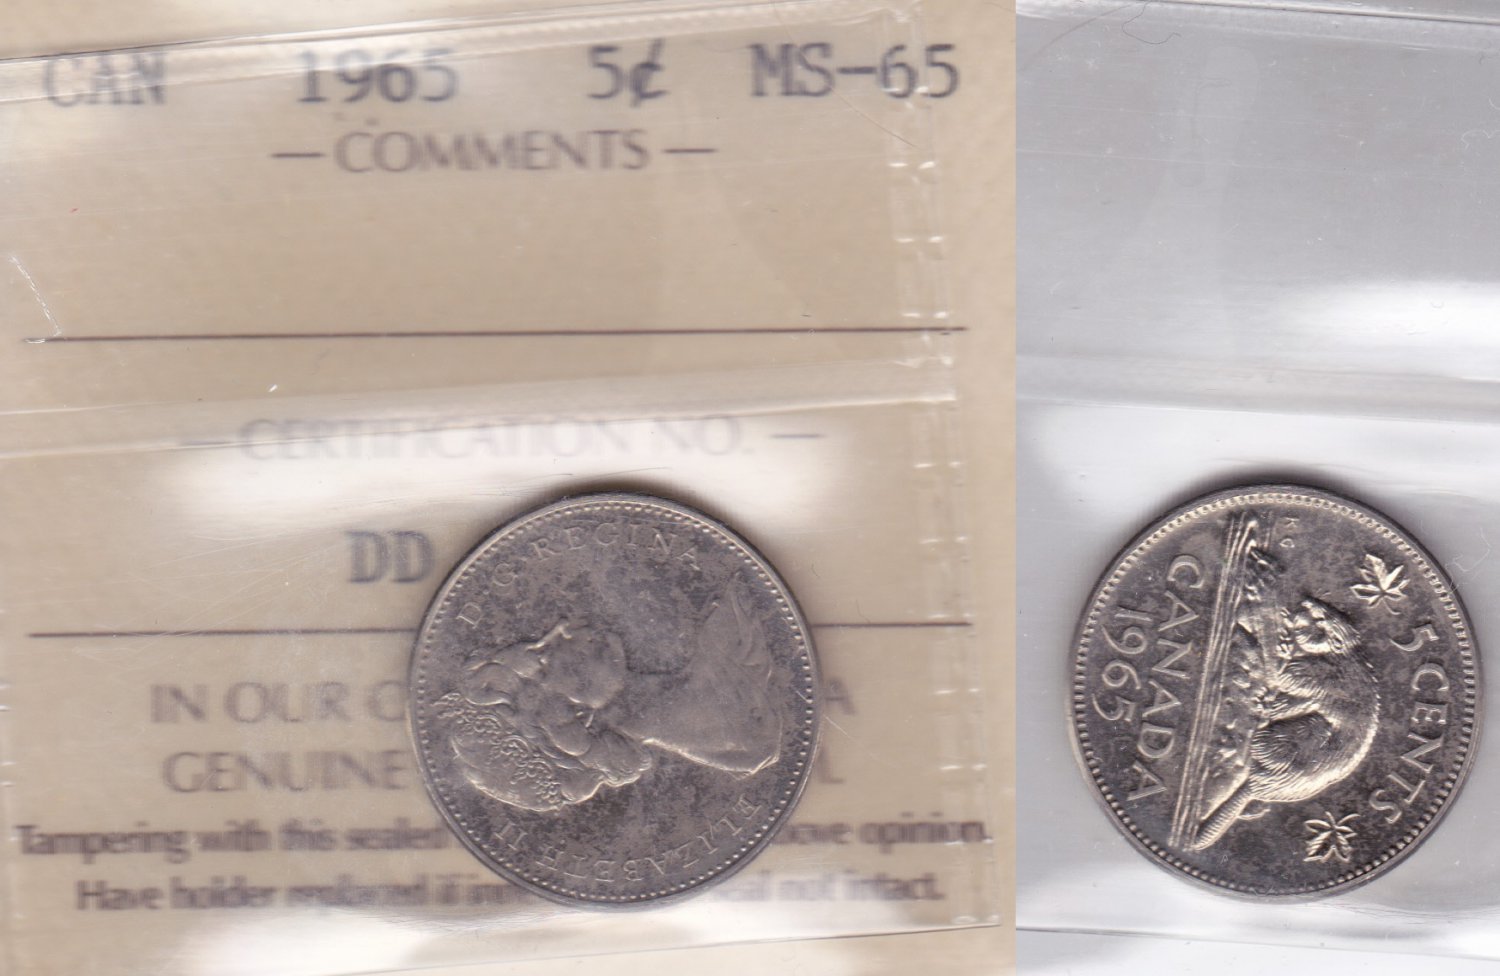 CAN 1965 5¢ MS-65
— COMMENTS —
— CERTIFICATION NO. —
DD
IN OUR
A
GENUINE
L
Tampering with this sealed
opinion.
Have holder replaced if
seal not intact.
D·G·REGINA
ELIZABETH II
5 CENTS
K G
CANADA
1965